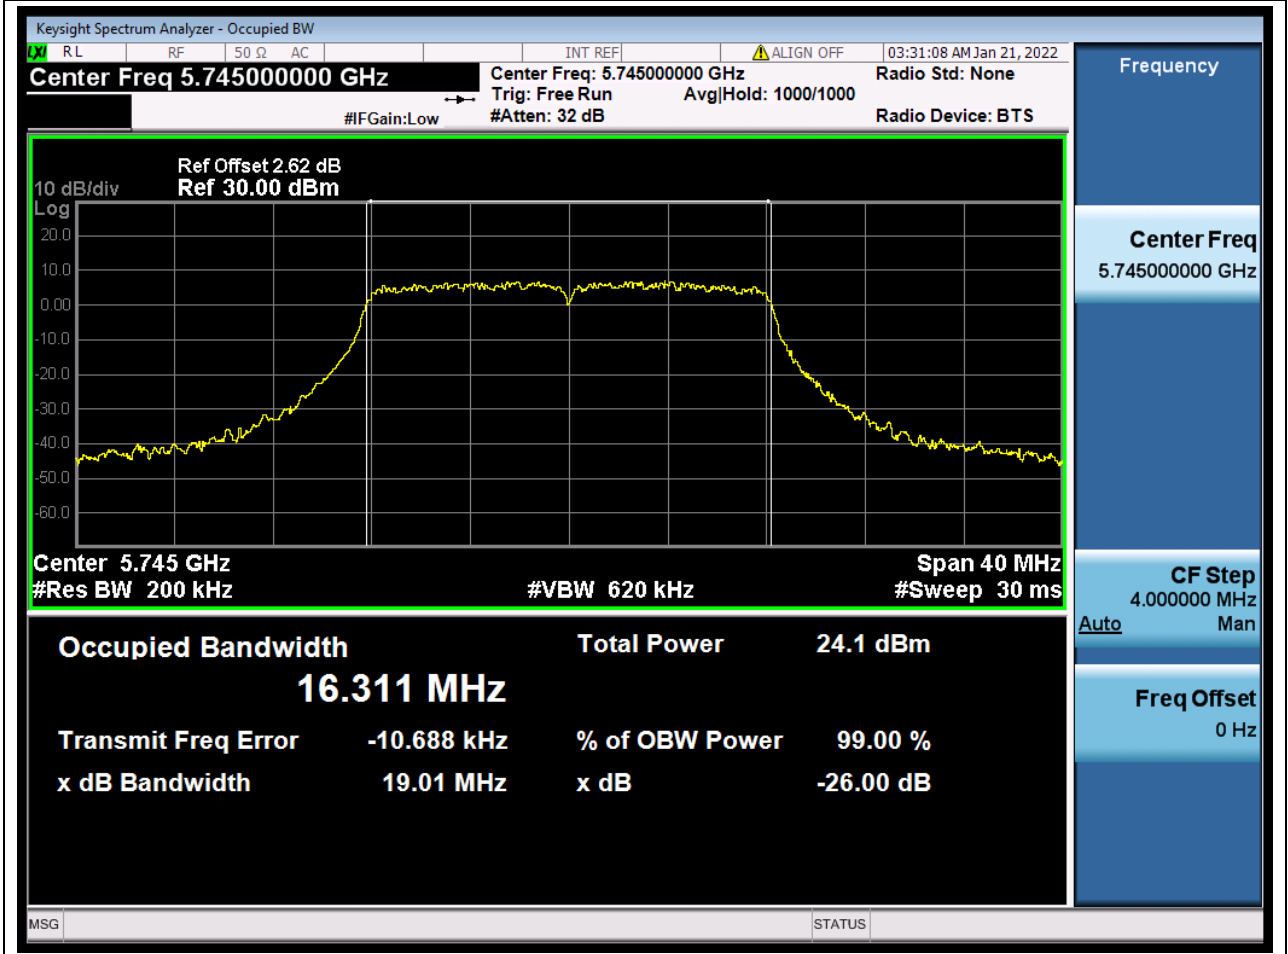 Keysight Spectrum Analyzer - Occupied BW
LXI RL RF 50 Ω AC INT REF ALIGN OFF 03:31:08 AM Jan 21, 2022
Center Freq 5.745000000 GHz
Center Freq: 5.745000000 GHz
Radio Std: None
Trig: Free Run Avg|Hold: 1000/1000
#IFGain:Low #Atten: 32 dB Radio Device: BTS
Ref Offset 2.62 dB
10 dB/div Ref 30.00 dBm
Log
20.0
10.0
0.00
-10.0
-20.0
-30.0
-40.0
-50.0
-60.0
Center 5.745 GHz Span 40 MHz
#Res BW 200 kHz #VBW 620 kHz #Sweep 30 ms
Occupied Bandwidth Total Power 24.1 dBm
16.311 MHz
Transmit Freq Error -10.688 kHz % of OBW Power 99.00 %
x dB Bandwidth 19.01 MHz x dB -26.00 dB
MSG STATUS
Frequency
Center Freq
5.745000000 GHz
CF Step
4.000000 MHz
Auto Man
Freq Offset
0 Hz